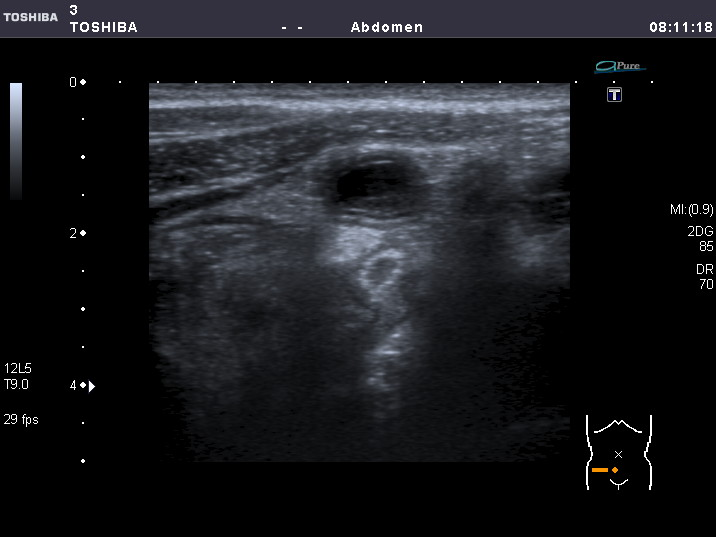 TOSHIBA
3
TOSHIBA
- -
Abdomen
08:11:18
Pure
T
0
2
4
MI:(0.9)
2DG
85
DR
70
12L5
T9.0
29 fps